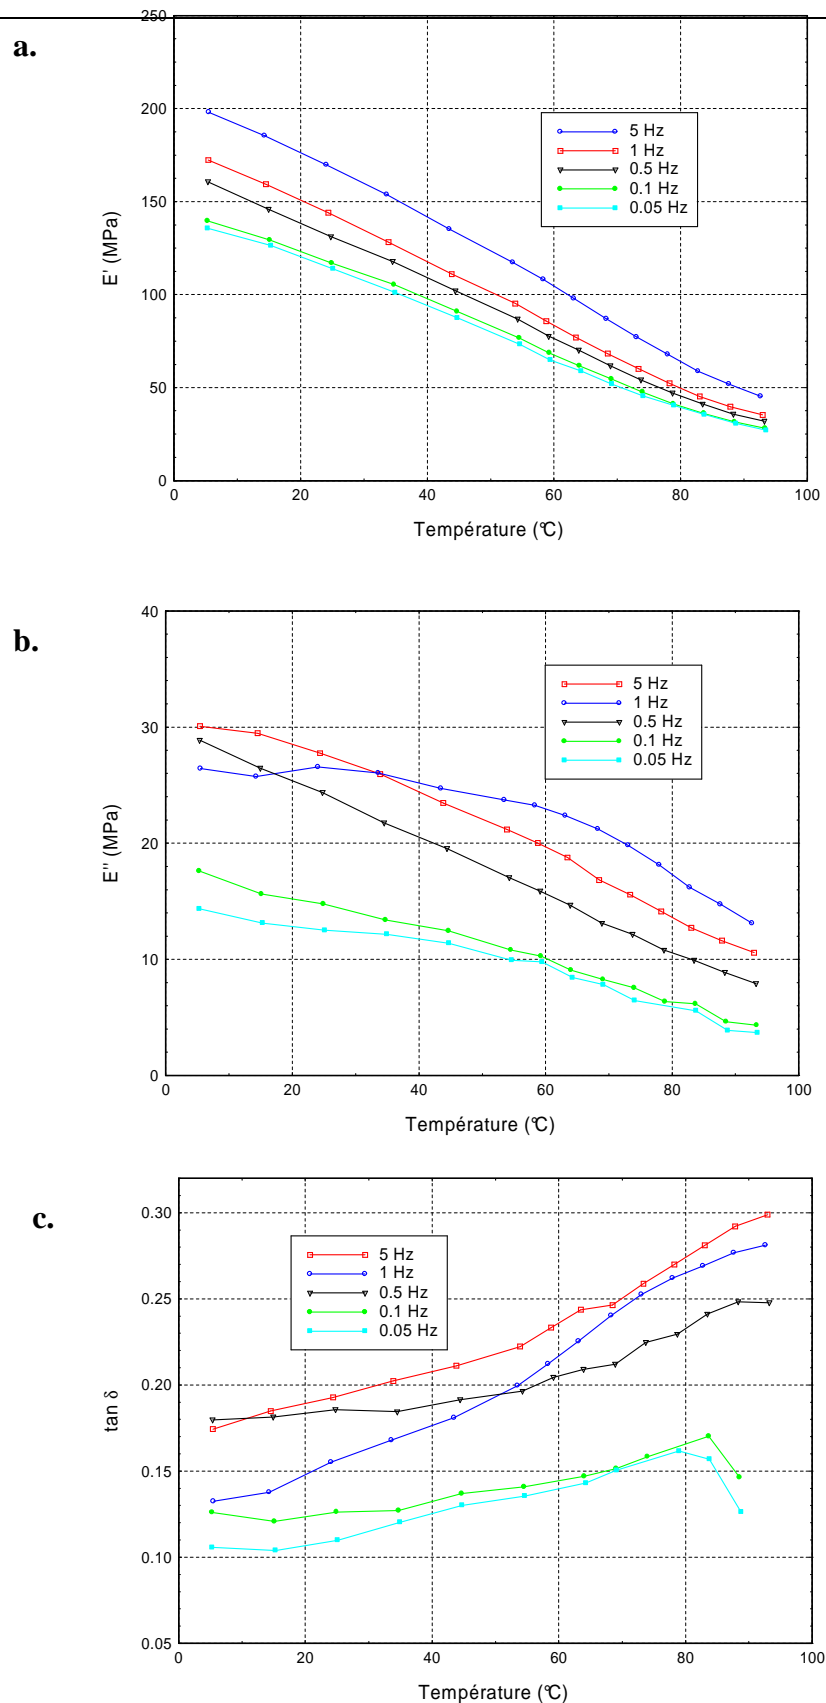 a.
250
200
150
100
50
0
E' (MPa)
5 Hz
1 Hz
0.5 Hz
0.1 Hz
0.05 Hz
0 20 40 60 80 100
Température (°C)
b.
40
30
20
10
0
E'' (MPa)
5 Hz
1 Hz
0.5 Hz
0.1 Hz
0.05 Hz
0 20 40 60 80 100
Température (°C)
c.
0.30
0.25
0.20
0.15
0.10
0.05
tan δ
5 Hz
1 Hz
0.5 Hz
0.1 Hz
0.05 Hz
0 20 40 60 80 100
Température (°C)